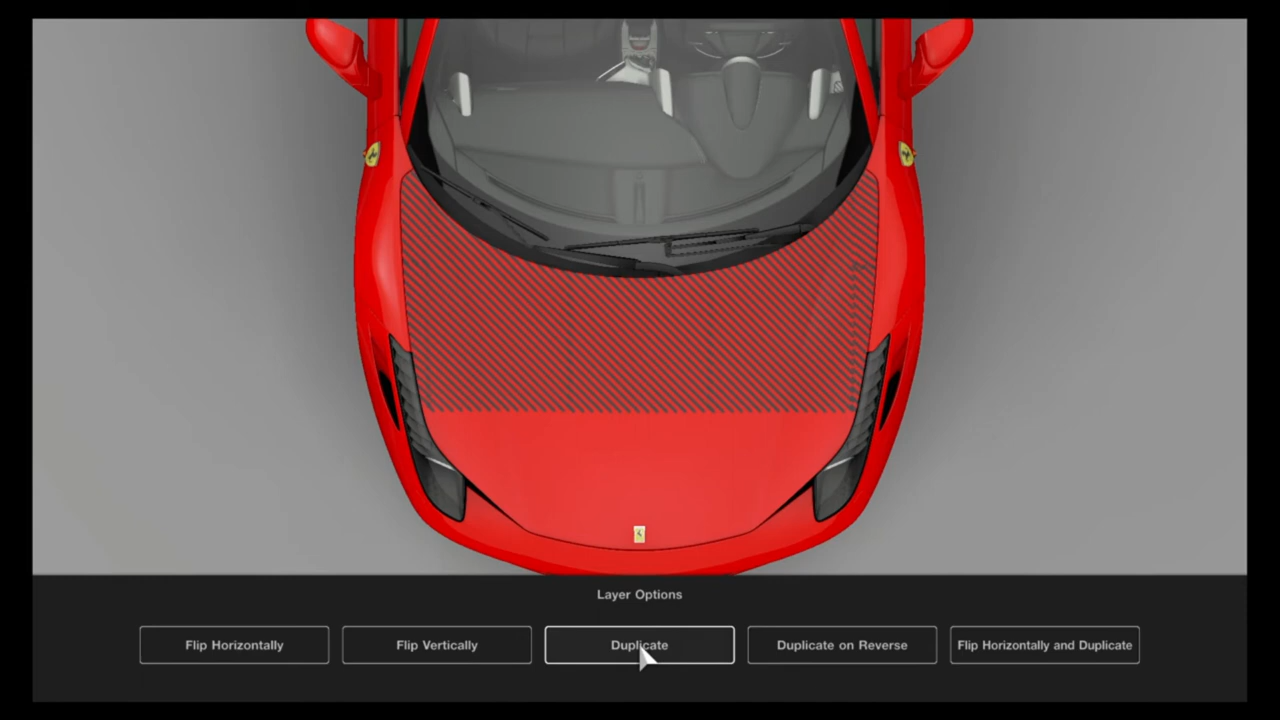 Layer Options
Flip Horizontally
Flip Vertically
Duplicate
Duplicate on Reverse
Flip Horizontally and Duplicate